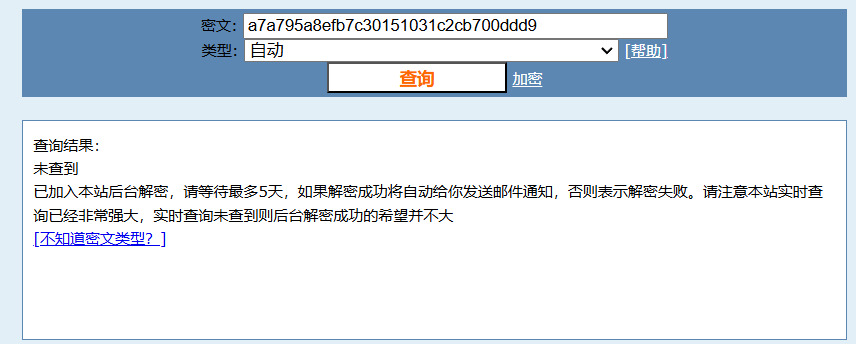 密文: a7a795a8efb7c30151031c2cb700ddd9
类型: 自动 [帮助]
查询 加密
查询结果:
未查到
已加入本站后台解密，请等待最多5天，如果解密成功将自动给你发送邮件通知，否则表示解密失败。请注意本站实时查
询已经非常强大，实时查询未查到则后台解密成功的希望并不大
[不知道密文类型？]